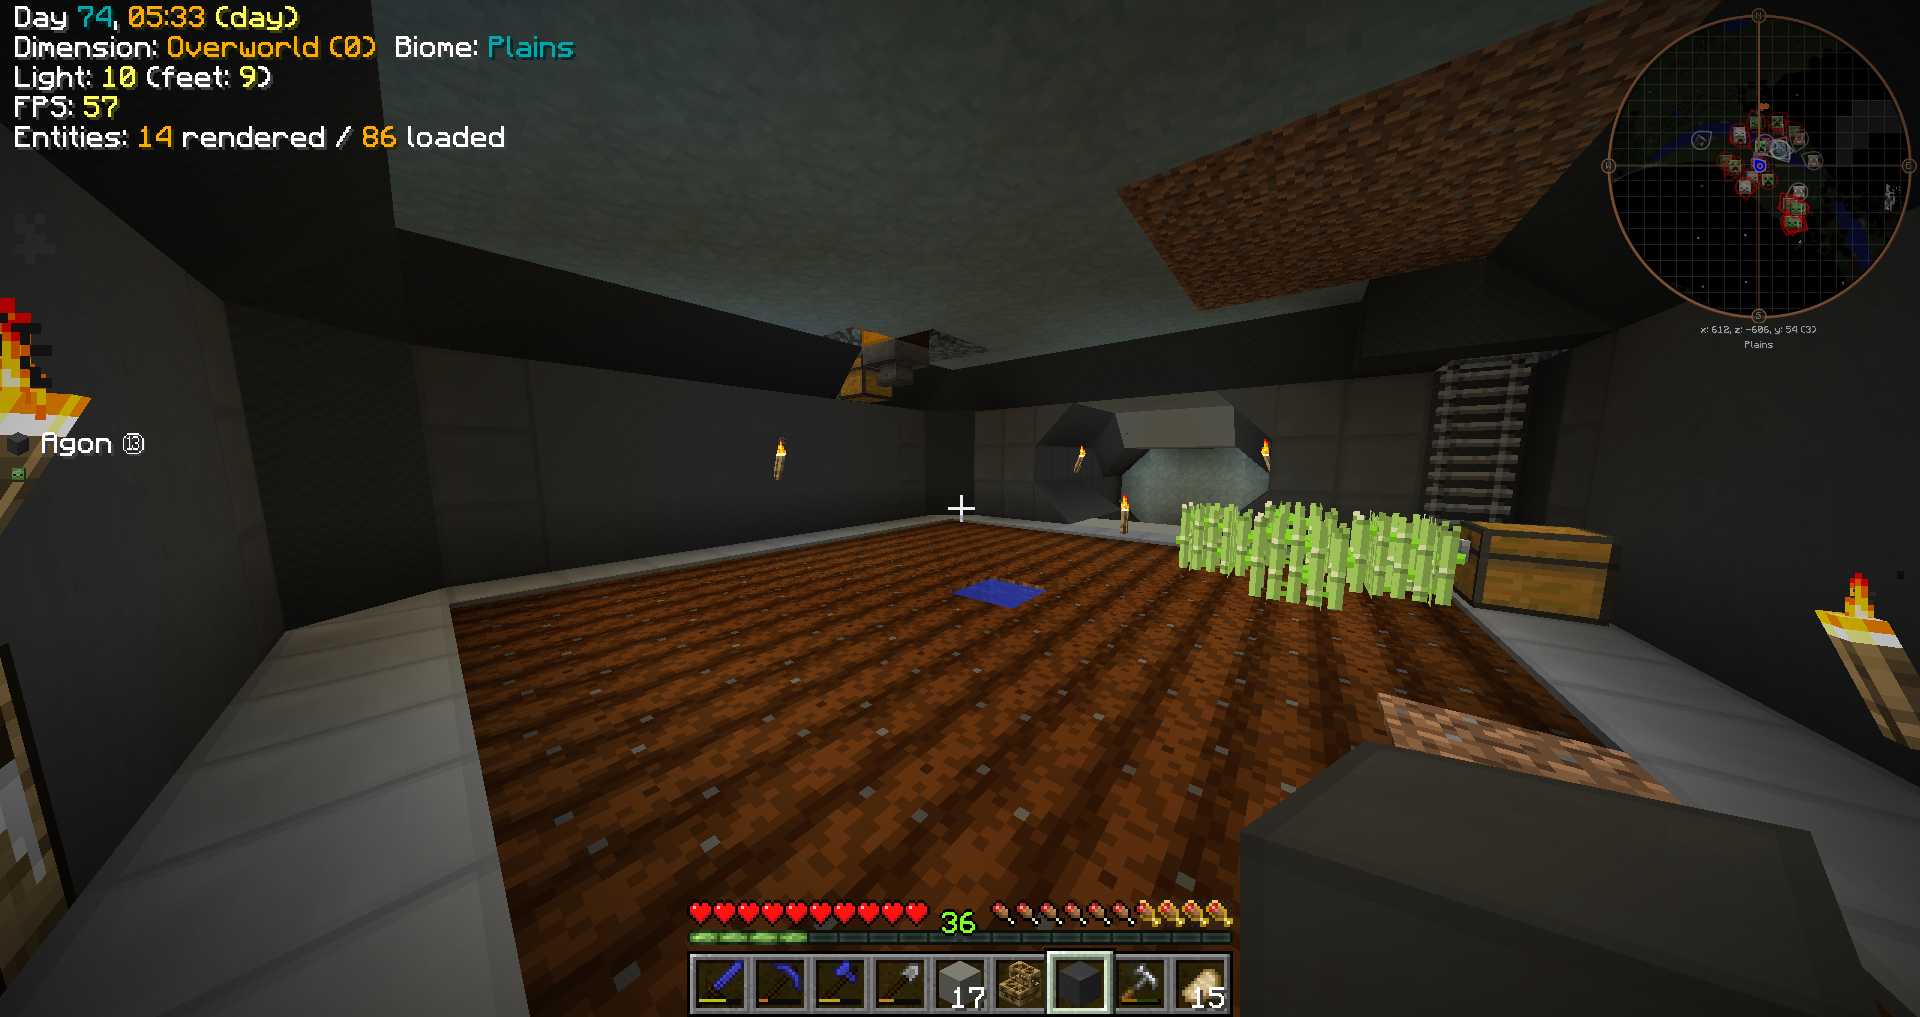 Day 74, 05:33 (day)
Dimension: Overworld (0) Biome: Plains
Light: 10 (feet: 9)
FPS: 57
Entities: 14 rendered / 86 loaded
N
W
E
S
x: 612, z: -606, y: 54 (3)
Plains
Agon ⑬
36
17
15